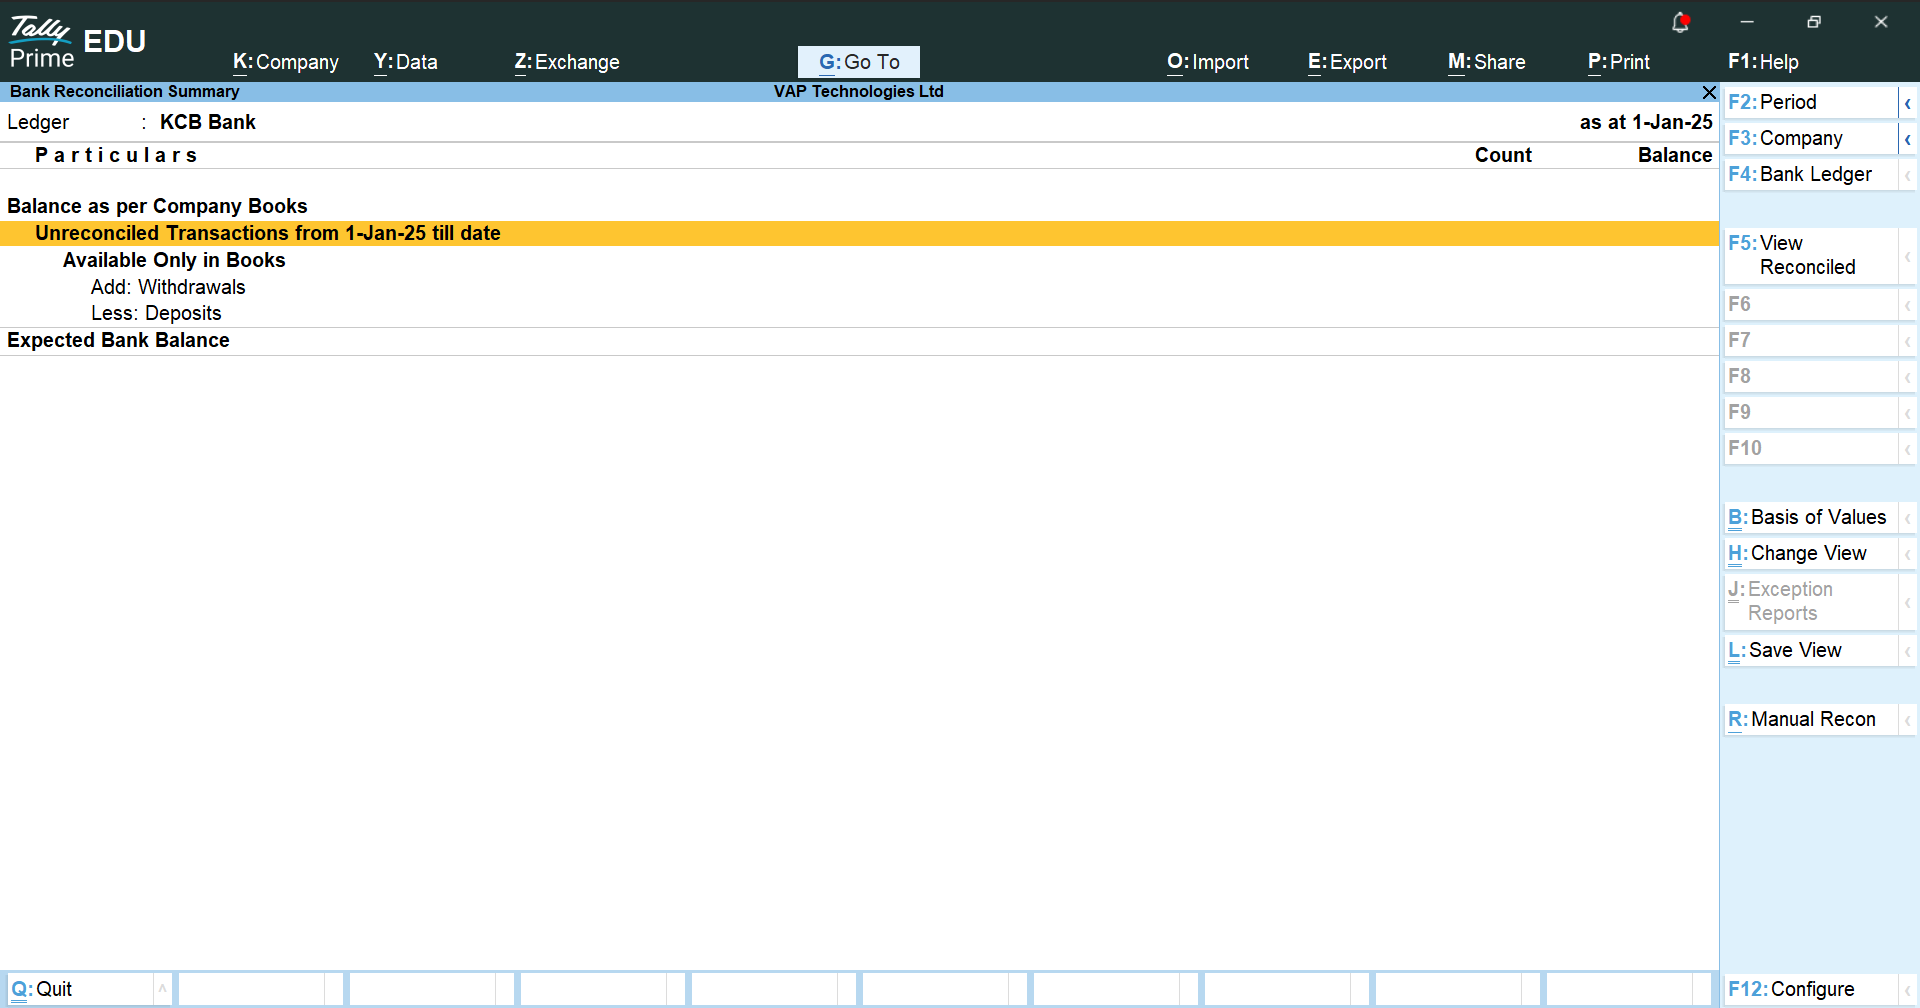 Tally
Prime
EDU
K:Company
Y:Data
Z:Exchange
G:Go To
O:Import
E:Export
M:Share
P:Print
F1:Help
Bank Reconciliation Summary
VAP Technologies Ltd
Ledger : KCB Bank
as at 1-Jan-25
Particulars
Count
Balance
Balance as per Company Books
Unreconciled Transactions from 1-Jan-25 till date
Available Only in Books
Add: Withdrawals
Less: Deposits
Expected Bank Balance
F2:Period
F3:Company
F4:Bank Ledger
F5:View
Reconciled
F6
F7
F8
F9
F10
B:Basis of Values
H:Change View
J:Exception
Reports
L:Save View
R:Manual Recon
Q:Quit
F12:Configure